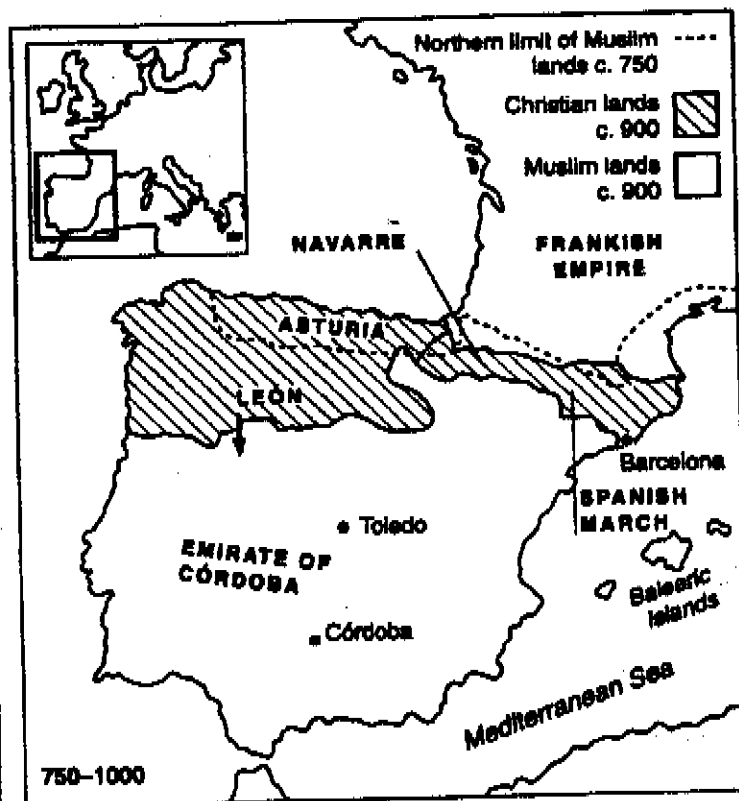 Northern limit of Muslim
lands c. 750
Christian lands
c. 900
Muslim lands
c. 900
NAVARRE
FRANKISH
EMPIRE
ASTURIA
LEÓN
Barcelona
SPANISH
MARCH
Toledo
EMIRATE OF
CÓRDOBA
Balearic
Islands
Córdoba
Mediterranean Sea
750–1000